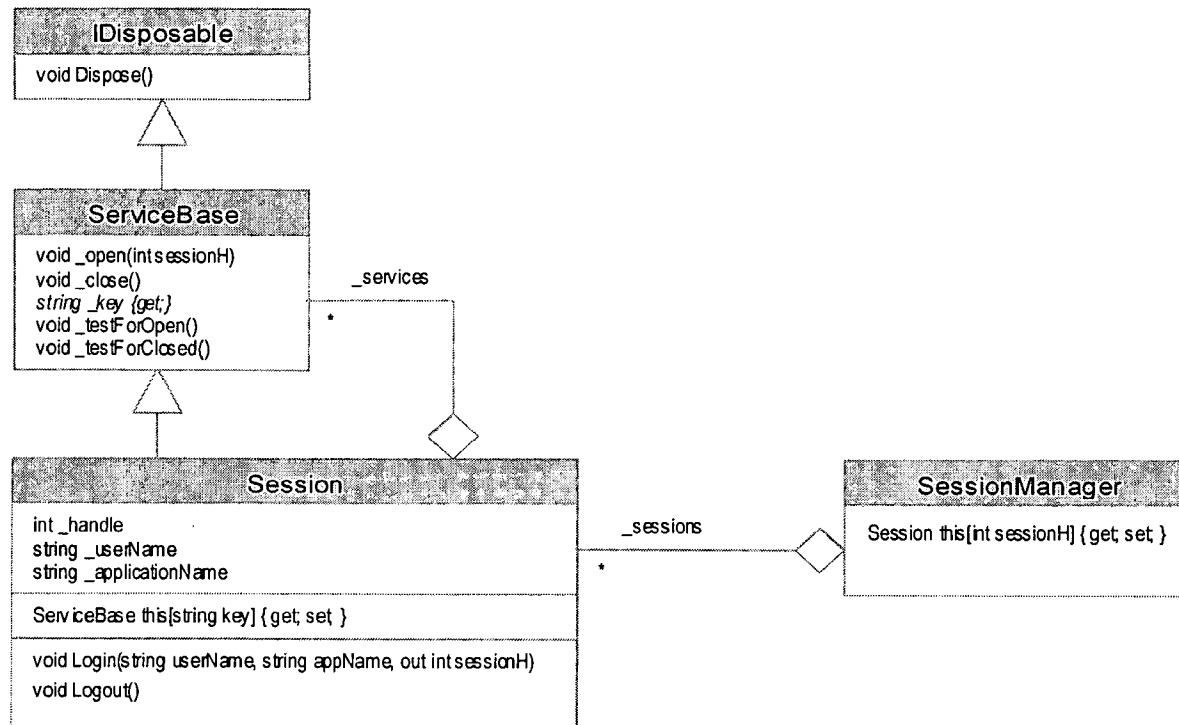 IDisposable
void Dispose()
ServiceBase
void _open(int sessionH)
void _close()
string _key {get;}
void _testForOpen()
void _testForClosed()
_services
*
Session
int _handle
string _userName
string _applicationName
ServiceBase this[string key] { get; set; }
void Login(string userName, string appName, out int sessionH)
void Logout()
_sessions
*
SessionManager
Session this[int sessionH] { get; set; }